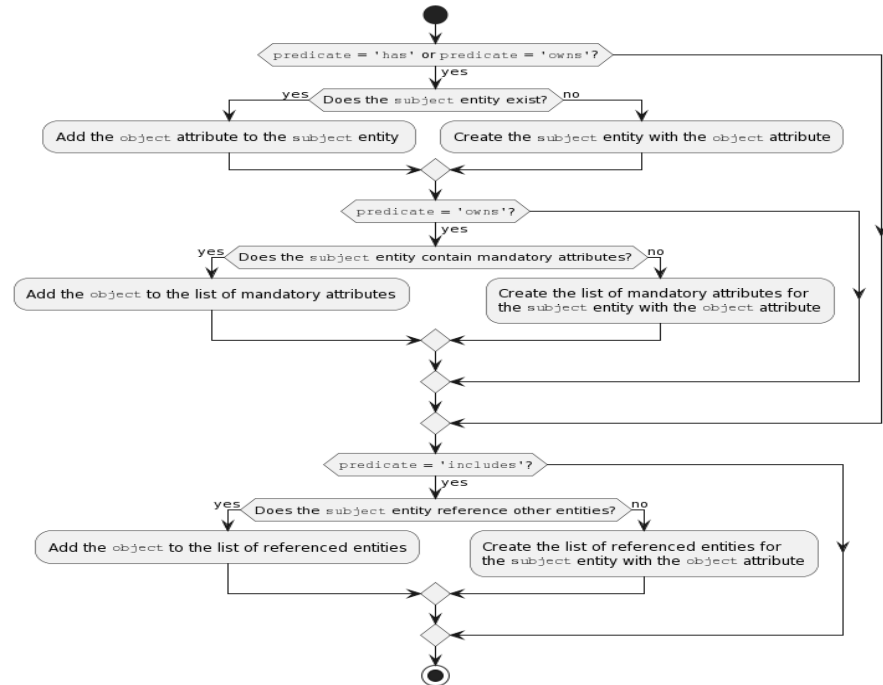 predicate = 'has' or predicate = 'owns'?
yes
yes
Does the subject entity exist?
no
Add the object attribute to the subject entity
Create the subject entity with the object attribute
predicate = 'owns'?
yes
yes
Does the subject entity contain mandatory attributes?
no
Add the object to the list of mandatory attributes
Create the list of mandatory attributes for
the subject entity with the object attribute
predicate = 'includes'?
yes
yes
Does the subject entity reference other entities?
no
Add the object to the list of referenced entities
Create the list of referenced entities for
the subject entity with the object attribute